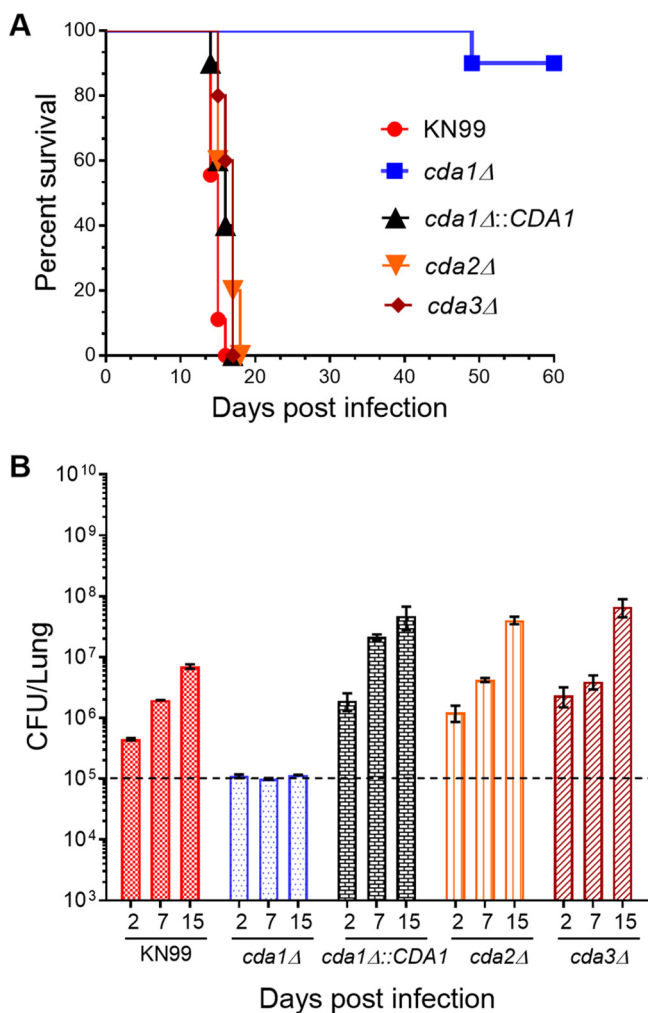 A
Percent survival
100
80
60
40
20
0
KN99
cda1Δ
cda1Δ::CDA1
cda2Δ
cda3Δ
0 10 20 30 40 50 60
Days post infection
B
CFU/Lung
10^10
10^9
10^8
10^7
10^6
10^5
10^4
10^3
2 7 15 2 7 15 2 7 15 2 7 15 2 7 15
KN99 cda1Δ cda1Δ::CDA1 cda2Δ cda3Δ
Days post infection